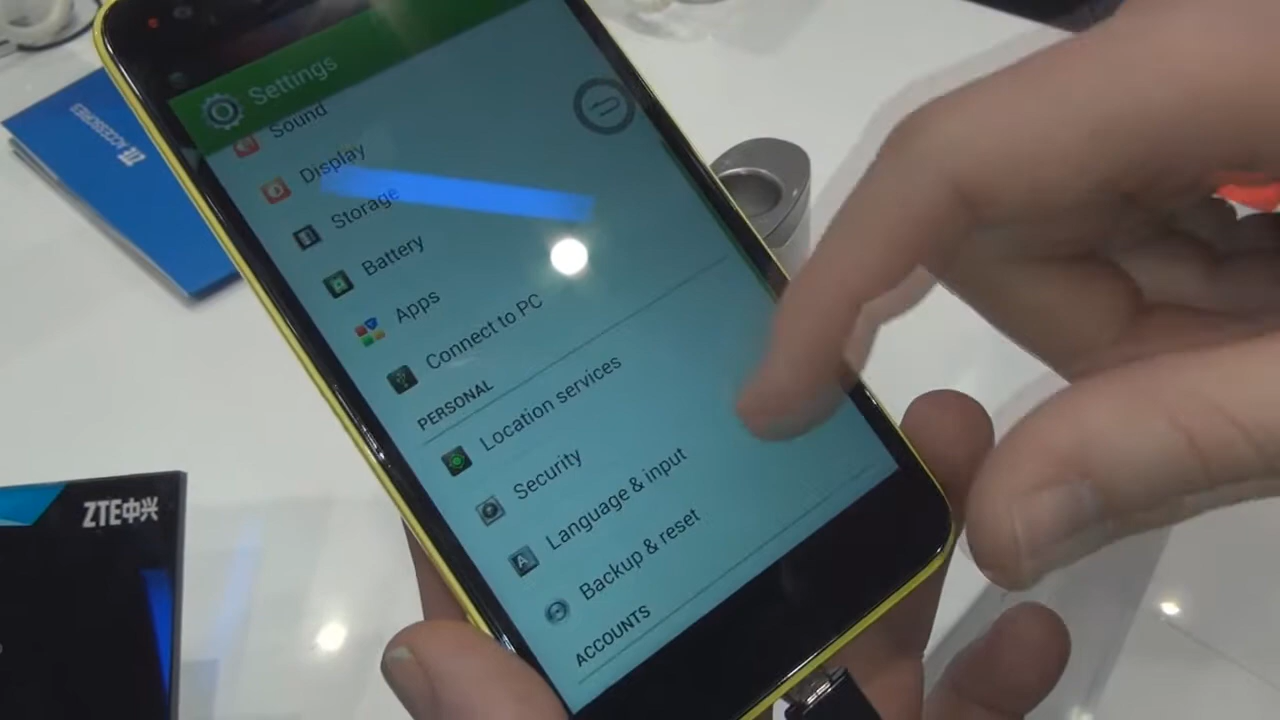 Settings
Sound
Display
Storage
Battery
Apps
Connect to PC
PERSONAL
Location services
Security
Language & input
Backup & reset
ACCOUNTS
ACCESSORIES
ZTE中兴